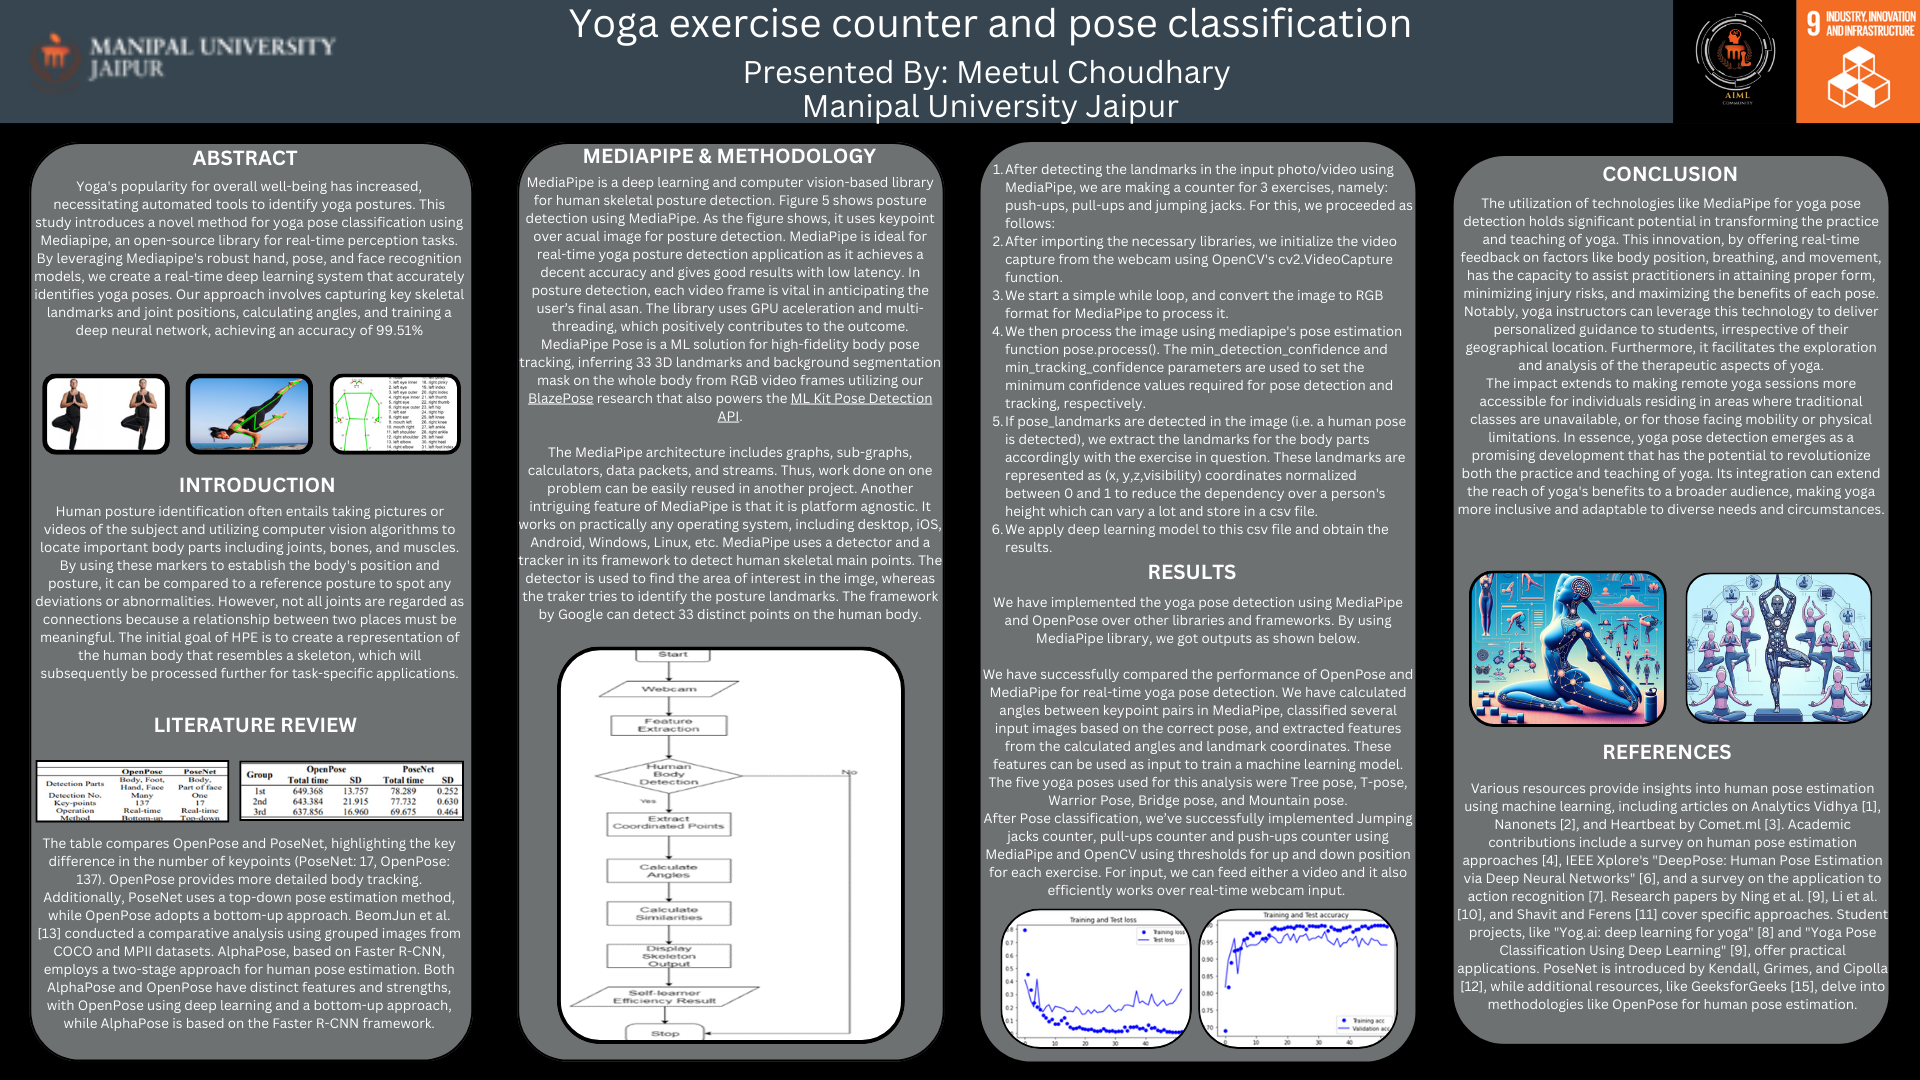 MANIPAL UNIVERSITY
JAIPUR
Yoga exercise counter and pose classification
Presented By: Meetul Choudhary
Manipal University Jaipur
AIML
COMMUNITY
9 INDUSTRY, INNOVATION
AND INFRASTRUCTURE
ABSTRACT
Yoga's popularity for overall well-being has increased,
necessitating automated tools to identify yoga postures. This
study introduces a novel method for yoga pose classification using
Mediapipe, an open-source library for real-time perception tasks.
By leveraging Mediapipe's robust hand, pose, and face recognition
models, we create a real-time deep learning system that accurately
identifies yoga poses. Our approach involves capturing key skeletal
landmarks and joint positions, calculating angles, and training a
deep neural network, achieving an accuracy of 99.51%
INTRODUCTION
Human posture identification often entails taking pictures or
videos of the subject and utilizing computer vision algorithms to
locate important body parts including joints, bones, and muscles.
By using these markers to establish the body's position and
posture, it can be compared to a reference posture to spot any
deviations or abnormalities. However, not all joints are regarded as
connections because a relationship between two places must be
meaningful. The initial goal of HPE is to create a representation of
the human body that resembles a skeleton, which will
subsequently be processed further for task-specific applications.
LITERATURE REVIEW
OpenPose PoseNet
Detection Parts Body, Foot, Hand, Face Body, Part of face
Detection No. Many One
Key-points 137 17
Operation Real-time Real-time
Method Bottom-up Top-down
Group OpenPose PoseNet
Total time SD Total time SD
1st 649.368 13.757 78.289 0.252
2nd 643.384 21.915 77.732 0.630
3rd 637.856 16.960 69.675 0.464
The table compares OpenPose and PoseNet, highlighting the key
difference in the number of keypoints (PoseNet: 17, OpenPose:
137). OpenPose provides more detailed body tracking.
Additionally, PoseNet uses a top-down pose estimation method,
while OpenPose adopts a bottom-up approach. BeomJun et al.
[13] conducted a comparative analysis using grouped images from
COCO and MPII datasets. AlphaPose, based on Faster R-CNN,
employs a two-stage approach for human pose estimation. Both
AlphaPose and OpenPose have distinct features and strengths,
with OpenPose using deep learning and a bottom-up approach,
while AlphaPose is based on the Faster R-CNN framework.
MEDIAPIPE & METHODOLOGY
MediaPipe is a deep learning and computer vision-based library
for human skeletal posture detection. Figure 5 shows posture
detection using MediaPipe. As the figure shows, it uses keypoint
over acual image for posture detection. MediaPipe is ideal for
real-time yoga posture detection application as it achieves a
decent accuracy and gives good results with low latency. In
posture detection, each video frame is vital in anticipating the
user's final asan. The library uses GPU aceleration and multi-
threading, which positively contributes to the outcome.
MediaPipe Pose is a ML solution for high-fidelity body pose
tracking, inferring 33 3D landmarks and background segmentation
mask on the whole body from RGB video frames utilizing our
BlazePose research that also powers the ML Kit Pose Detection
API.
The MediaPipe architecture includes graphs, sub-graphs,
calculators, data packets, and streams. Thus, work done on one
problem can be easily reused in another project. Another
intriguing feature of MediaPipe is that it is platform agnostic. It
works on practically any operating system, including desktop, iOS,
Android, Windows, Linux, etc. MediaPipe uses a detector and a
tracker in its framework to detect human skeletal main points. The
detector is used to find the area of interest in the imge, whereas
the traker tries to identify the posture landmarks. The framework
by Google can detect 33 distinct points on the human body.
Start
Webcam
Feature
Extraction
Human
Body
Detection
No
Yes
Extract
Coordinated Points
Calculate
Angles
Calculate
Similarities
Display
Skeleton
Output
Self-learner
Efficiency Result
Stop
1. After detecting the landmarks in the input photo/video using
MediaPipe, we are making a counter for 3 exercises, namely:
push-ups, pull-ups and jumping jacks. For this, we proceeded as
follows:
2. After importing the necessary libraries, we initialize the video
capture from the webcam using OpenCV's cv2.VideoCapture
function.
3. We start a simple while loop, and convert the image to RGB
format for MediaPipe to process it.
4. We then process the image using mediapipe's pose estimation
function pose.process(). The min_detection_confidence and
min_tracking_confidence parameters are used to set the
minimum confidence values required for pose detection and
tracking, respectively.
5. If pose_landmarks are detected in the image (i.e. a human pose
is detected), we extract the landmarks for the body parts
accordingly with the exercise in question. These landmarks are
represented as (x, y,z,visibility) coordinates normalized
between 0 and 1 to reduce the dependency over a person's
height which can vary a lot and store in a csv file.
6. We apply deep learning model to this csv file and obtain the
results.
RESULTS
We have implemented the yoga pose detection using MediaPipe
and OpenPose over other libraries and frameworks. By using
MediaPipe library, we got outputs as shown below.
We have successfully compared the performance of OpenPose and
MediaPipe for real-time yoga pose detection. We have calculated
angles between keypoint pairs in MediaPipe, classified several
input images based on the correct pose, and extracted features
from the calculated angles and landmark coordinates. These
features can be used as input to train a machine learning model.
The five yoga poses used for this analysis were Tree pose, T-pose,
Warrior Pose, Bridge pose, and Mountain pose.
After Pose classification, we've successfully implemented Jumping
jacks counter, pull-ups counter and push-ups counter using
MediaPipe and OpenCV using thresholds for up and down position
for each exercise. For input, we can feed either a video and it also
efficiently works over real-time webcam input.
Training and Test loss
Training loss
Test loss
Training and Test accuracy
Training acc
Validation acc
CONCLUSION
The utilization of technologies like MediaPipe for yoga pose
detection holds significant potential in transforming the practice
and teaching of yoga. This innovation, by offering real-time
feedback on factors like body position, breathing, and movement,
has the capacity to assist practitioners in attaining proper form,
minimizing injury risks, and maximizing the benefits of each pose.
Notably, yoga instructors can leverage this technology to deliver
personalized guidance to students, irrespective of their
geographical location. Furthermore, it facilitates the exploration
and analysis of the therapeutic aspects of yoga.
The impact extends to making remote yoga sessions more
accessible for individuals residing in areas where traditional
classes are unavailable, or for those facing mobility or physical
limitations. In essence, yoga pose detection emerges as a
promising development that has the potential to revolutionize
both the practice and teaching of yoga. Its integration can extend
the reach of yoga's benefits to a broader audience, making yoga
more inclusive and adaptable to diverse needs and circumstances.
REFERENCES
Various resources provide insights into human pose estimation
using machine learning, including articles on Analytics Vidhya [1],
Nanonets [2], and Heartbeat by Comet.ml [3]. Academic
contributions include a survey on human pose estimation
approaches [4], IEEE Xplore's "DeepPose: Human Pose Estimation
via Deep Neural Networks" [6], and a survey on the application to
action recognition [7]. Research papers by Ning et al. [9], Li et al.
[10], and Shavit and Ferens [11] cover specific approaches. Student
projects, like "Yog.ai: deep learning for yoga" [8] and "Yoga Pose
Classification Using Deep Learning" [9], offer practical
applications. PoseNet is introduced by Kendall, Grimes, and Cipolla
[12], while additional resources, like GeeksforGeeks [15], delve into
methodologies like OpenPose for human pose estimation.